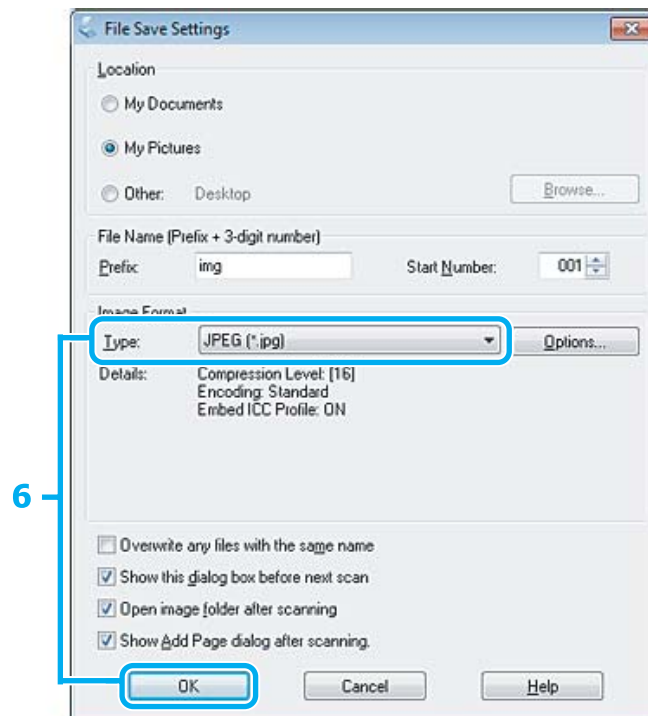 File Save Settings
Location
My Documents
My Pictures
Other: Desktop Browse...
File Name (Prefix + 3-digit number)
Prefix: img Start Number: 001
Image Format
Type: JPEG (*.jpg) Options...
Details: Compression Level: [16]
Encoding: Standard
Embed ICC Profile: ON
6
Overwrite any files with the same name
Show this dialog box before next scan
Open image folder after scanning
Show Add Page dialog after scanning.
OK Cancel Help